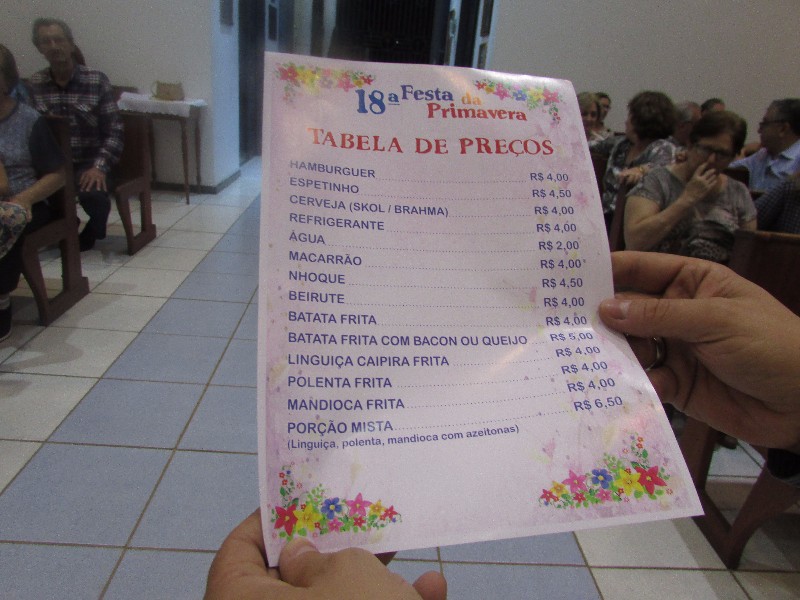 18ª Festa da Primavera
TABELA DE PREÇOS
HAMBURGUER R$ 4,00
ESPETINHO R$ 4,50
CERVEJA (SKOL / BRAHMA) R$ 4,00
REFRIGERANTE R$ 4,00
ÁGUA R$ 2,00
MACARRÃO R$ 4,00
NHOQUE R$ 4,50
BEIRUTE R$ 4,00
BATATA FRITA R$ 4,00
BATATA FRITA COM BACON OU QUEIJO R$ 5,00
LINGUIÇA CAIPIRA FRITA R$ 4,00
POLENTA FRITA R$ 4,00
MANDIOCA FRITA R$ 4,00
PORÇÃO MISTA R$ 6,50
(Linguiça, polenta, mandioca com azeitonas)